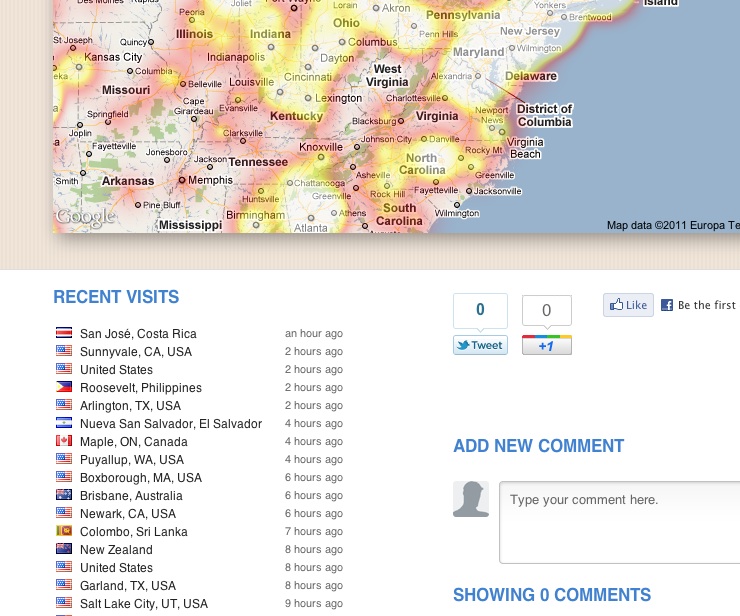 Des Moines
Rapids
Fort Wayne
Lorain
Akron
Pennsylvania
Yonkers
Island
Peoria
Ohio
Brentwood
Illinois
Indiana
Penn Hills
New Jersey
St Joseph
Quincy
Columbus
Maryland
Wilmington
Kansas City
Indianapolis
Dayton
West Virginia
eka
Columbia
Cincinnati
Alexandria
Delaware
Missouri
Belleville
Louisville
Lexington
Charlottesville
District of Columbia
Cape Girardeau
Evansville
Kentucky
Newport News
Springfield
Blacksburg
Virginia
Joplin
Clarksville
Johnson City
Danville
Virginia Beach
a
Fayetteville
Jonesboro
Jackson
Tennessee
Knoxville
North Carolina
Rocky Mt
Smith
Arkansas
Memphis
Chattanooga
Asheville
Greenville
Huntsville
Greenville
Rock Hill
Fayetteville
Jacksonville
Pine Bluff
Birmingham
Athens
South Carolina
Wilmington
Google
Mississippi
Atlanta
Map data ©2011 Europa Te
RECENT VISITS
San José, Costa Rica an hour ago
Sunnyvale, CA, USA 2 hours ago
United States 2 hours ago
Roosevelt, Philippines 2 hours ago
Arlington, TX, USA 2 hours ago
Nueva San Salvador, El Salvador 4 hours ago
Maple, ON, Canada 4 hours ago
Puyallup, WA, USA 4 hours ago
Boxborough, MA, USA 6 hours ago
Brisbane, Australia 6 hours ago
Newark, CA, USA 6 hours ago
Colombo, Sri Lanka 7 hours ago
New Zealand 8 hours ago
United States 8 hours ago
Garland, TX, USA 8 hours ago
Salt Lake City, UT, USA 9 hours ago
0
0
Like
Be the first
Tweet
+1
ADD NEW COMMENT
Type your comment here.
SHOWING 0 COMMENTS